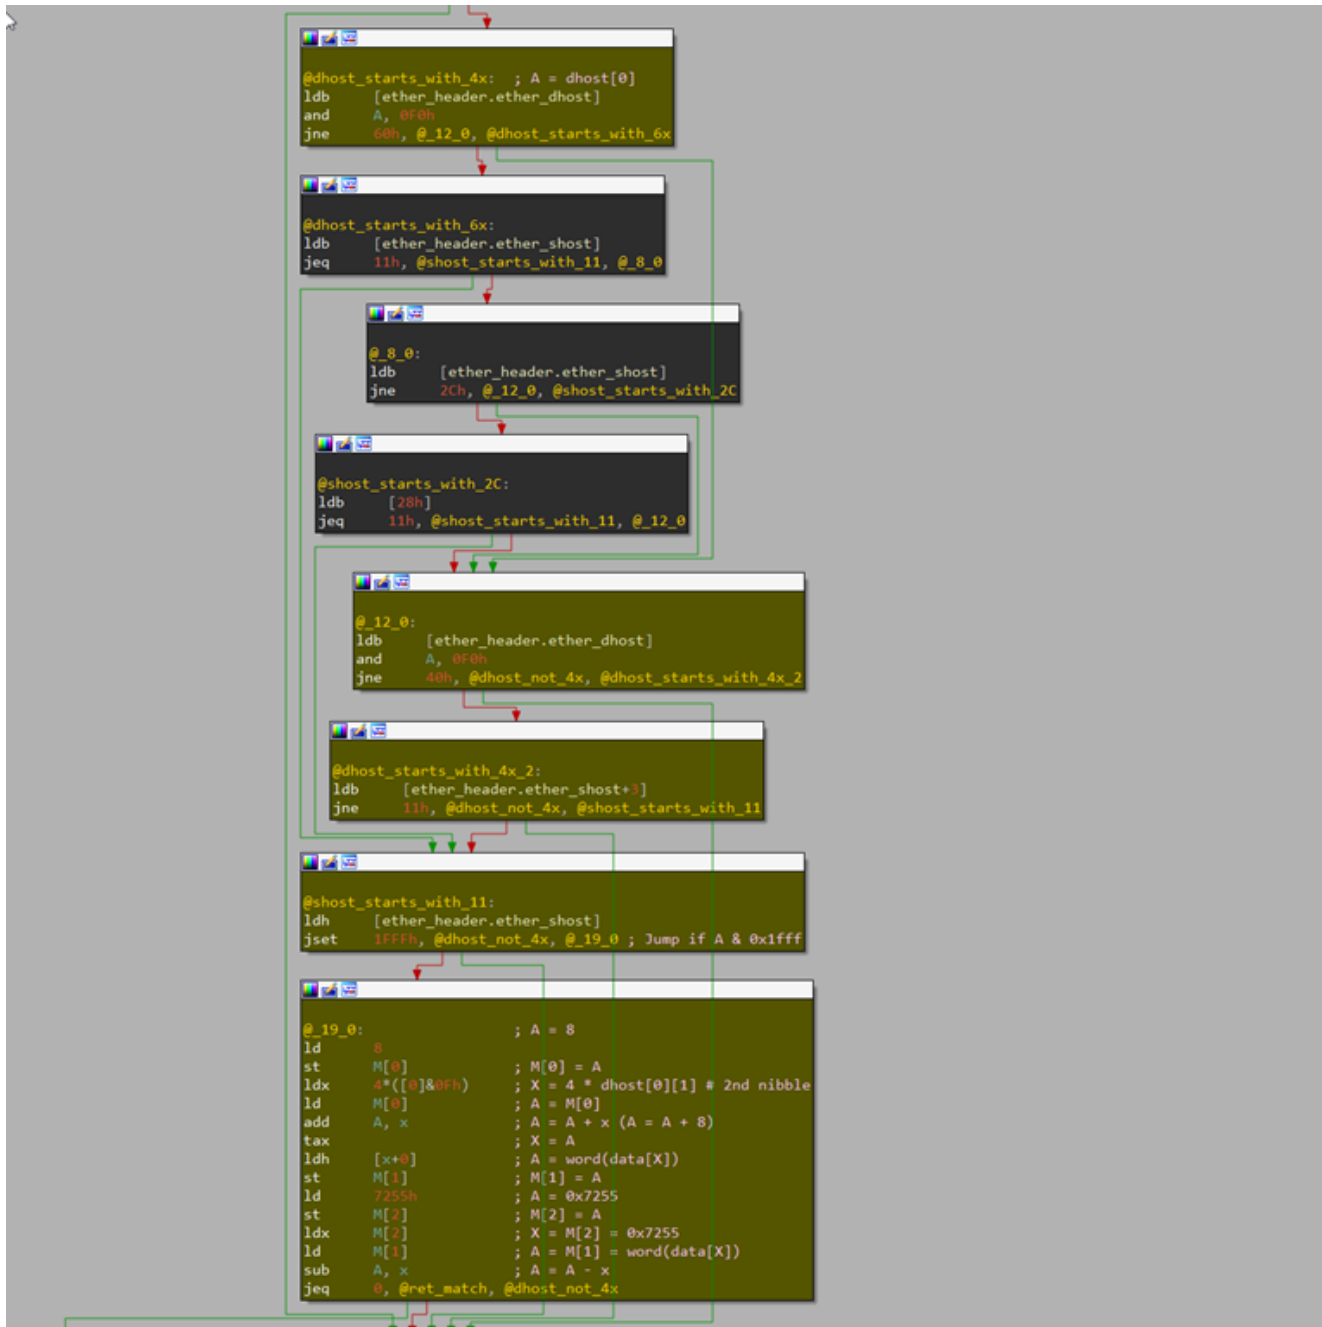 @dhost_starts_with_4x: ; A = dhost[0]
ldb [ether_header.ether_dhost]
and A, 0F0h
jne 60h, @_12_0, @dhost_starts_with_6x
@dhost_starts_with_6x:
ldb [ether_header.ether_shost]
jeq 11h, @shost_starts_with_11, @_8_0
@_8_0:
ldb [ether_header.ether_shost]
jne 2Ch, @_12_0, @shost_starts_with_2C
@shost_starts_with_2C:
ldb [28h]
jeq 11h, @shost_starts_with_11, @_12_0
@_12_0:
ldb [ether_header.ether_dhost]
and A, 0F0h
jne 40h, @dhost_not_4x, @dhost_starts_with_4x_2
@dhost_starts_with_4x_2:
ldb [ether_header.ether_shost+3]
jne 11h, @dhost_not_4x, @shost_starts_with_11
@shost_starts_with_11:
ldh [ether_header.ether_shost]
jset 1FFFh, @dhost_not_4x, @_19_0 ; Jump if A & 0x1fff
@_19_0: ; A = 8
ld 8
st M[0] ; M[0] = A
ldx 4*([0]&0Fh) ; X = 4 * dhost[0][1] # 2nd nibble
ld M[0] ; A = M[0]
add A, x ; A = A + x (A = A + 8)
tax ; X = A
ldh [x+0] ; A = word(data[X])
st M[1] ; M[1] = A
ld 7255h ; A = 0x7255
st M[2] ; M[2] = A
ldx M[2] ; X = M[2] = 0x7255
ld M[1] ; A = M[1] = word(data[X])
sub A, x ; A = A - x
jeq 0, @ret_match, @dhost_not_4x